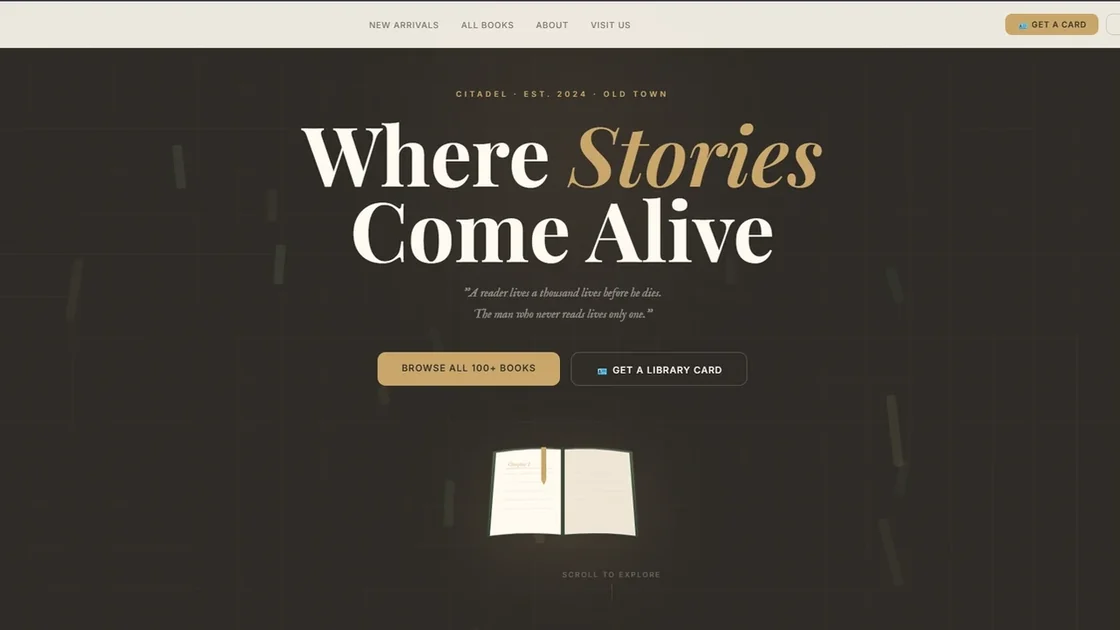 NEW ARRIVALS ALL BOOKS ABOUT VISIT US
GET A CARD
CITADEL · EST. 2024 · OLD TOWN
Where Stories
Come Alive
"A reader lives a thousand lives before he dies.
The man who never reads lives only one."
BROWSE ALL 100+ BOOKS
GET A LIBRARY CARD
Chapter I
SCROLL TO EXPLORE